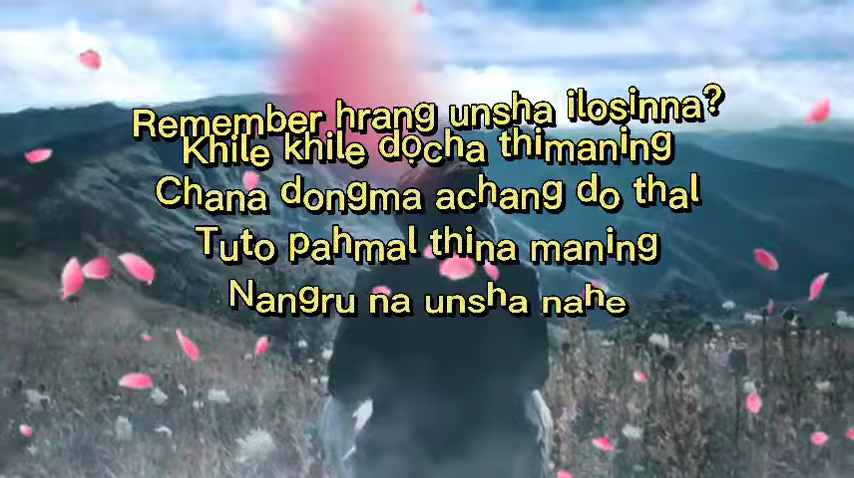 Remember hrang unsha ilosinna?
Khile khile dọcha thimaning
Chana dongma achang do thal
Tuto pahmal thina maning
Nangru na unsha nahe